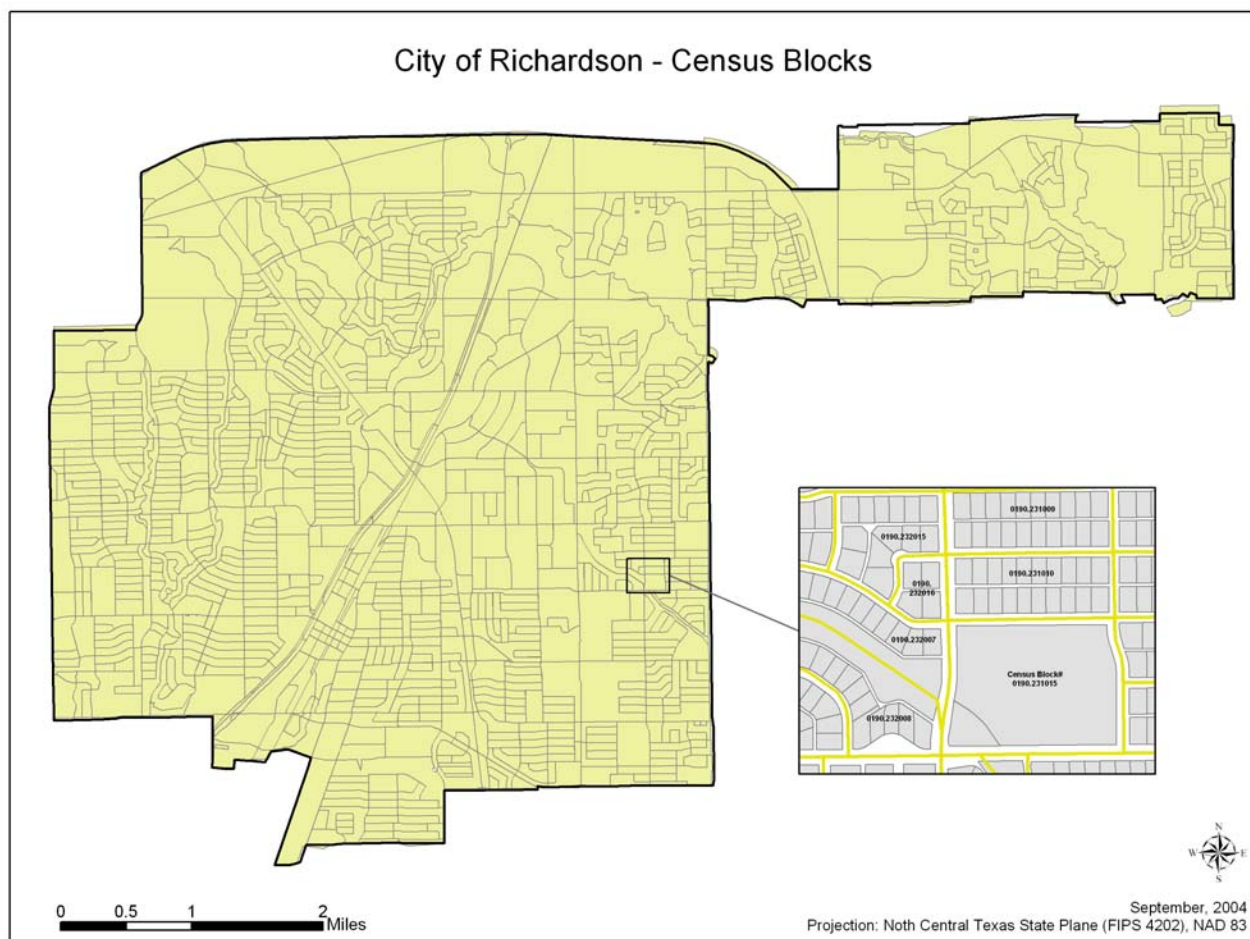 City of Richardson - Census Blocks
0190.231009
0190.232015
0190.231010
0190.
232016
0190.232007
Census Block#
0190.231015
0190.232008
N
W E
S
0 0.5 1 2
Miles
September, 2004
Projection: Noth Central Texas State Plane (FIPS 4202), NAD 83